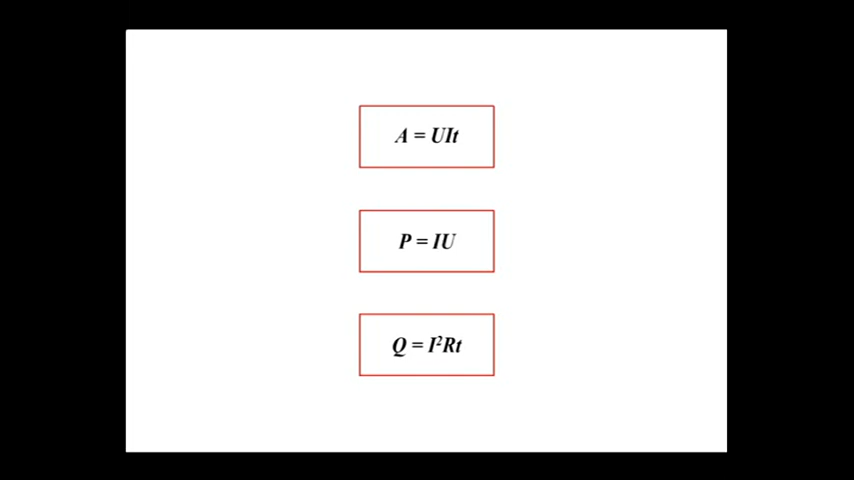 A = UIt
P = IU
Q = I²Rt